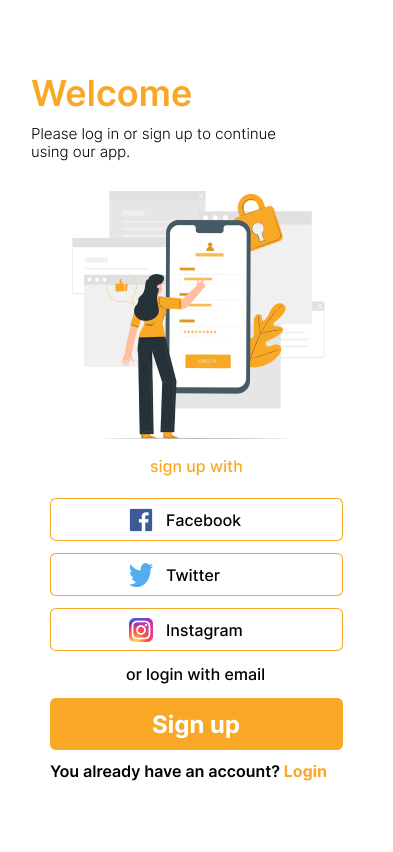 Welcome
Please log in or sign up to continue
using our app.
SIGN UP
sign up with
Facebook
Twitter
Instagram
or login with email
Sign up
You already have an account? Login